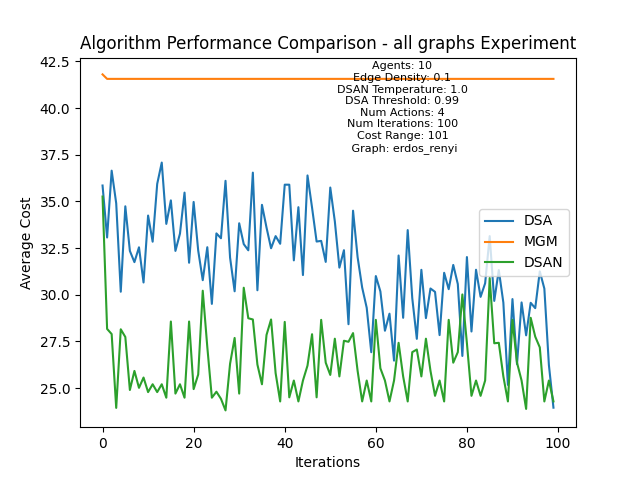 Algorithm Performance Comparison - all graphs Experiment
42.5
40.0
37.5
35.0
32.5
30.0
27.5
25.0
Average Cost
Agents: 10
Edge Density: 0.1
DSAN Temperature: 1.0
DSA Threshold: 0.99
Num Actions: 4
Num Iterations: 100
Cost Range: 101
Graph: erdos_renyi
DSA
MGM
DSAN
0 20 40 60 80 100
Iterations